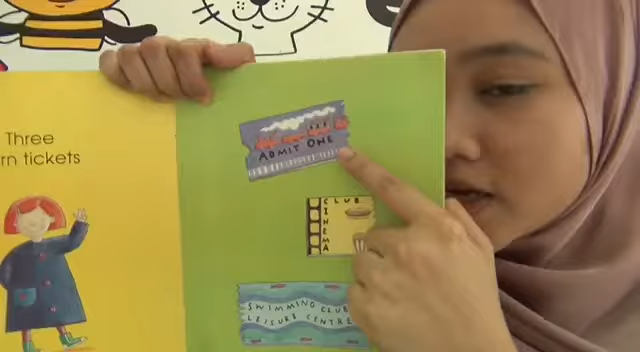 Three
rn tickets
ADMIT ONE
CLUB
CINEMA
SWIMMING CLUB
LEISURE CENTRE